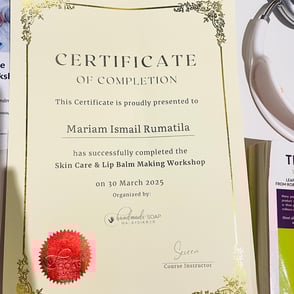 CERTIFICATE
OF COMPLETION
This Certificate is proudly presented to
Mariam Ismail Rumatila
has successfully completed the
Skin Care & Lip Balm Making Workshop
on 30 March 2025
Organized by:
handmade SOAP
MALAYSIA
Course Instructor